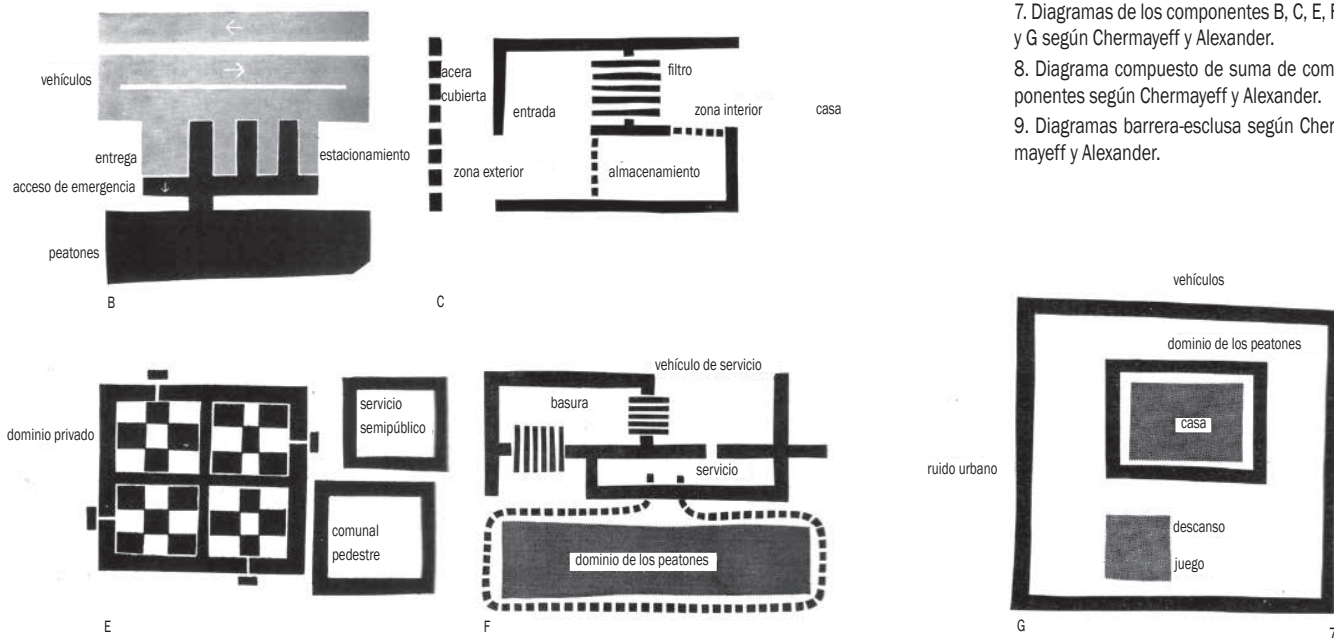 7. Diagramas de los componentes B, C, E, F
y G según Chermayeff y Alexander.
8. Diagrama compuesto de suma de com-
ponentes según Chermayeff y Alexander.
9. Diagramas barrera-esclusa según Cher-
mayeff y Alexander.
vehículos
entrega
estacionamiento
acceso de emergencia
peatones
B
acera
cubierta
entrada
filtro
zona interior
casa
zona exterior
almacenamiento
C
dominio privado
servicio
semipúblico
comunal
pedestre
E
vehículo de servicio
basura
servicio
dominio de los peatones
F
vehículos
dominio de los peatones
casa
ruido urbano
descanso
juego
G
7